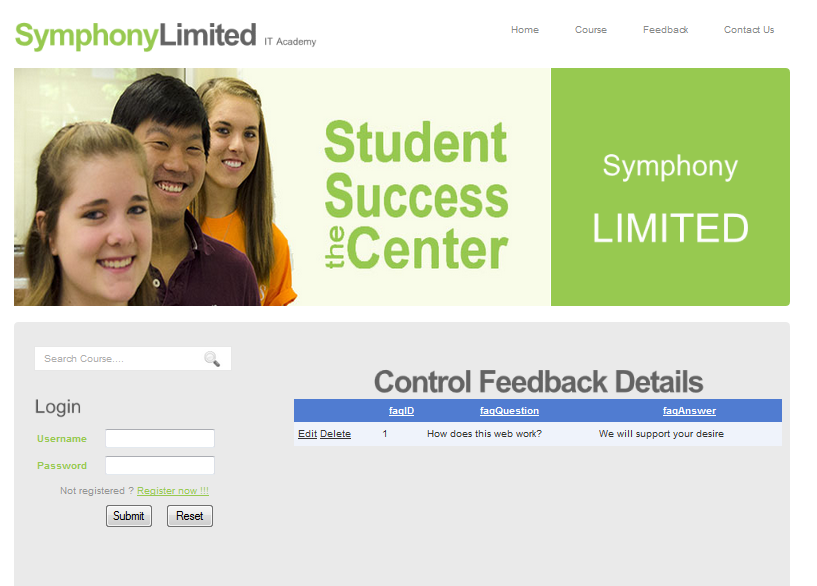 SymphonyLimited IT Academy
Home Course Feedback Contact Us
Student
Success
the Center
Symphony
LIMITED
Search Course....
Login
Username
Password
Not registered ? Register now !!!
Submit Reset
Control Feedback Details
faqID faqQuestion faqAnswer
Edit Delete 1 How does this web work? We will support your desire